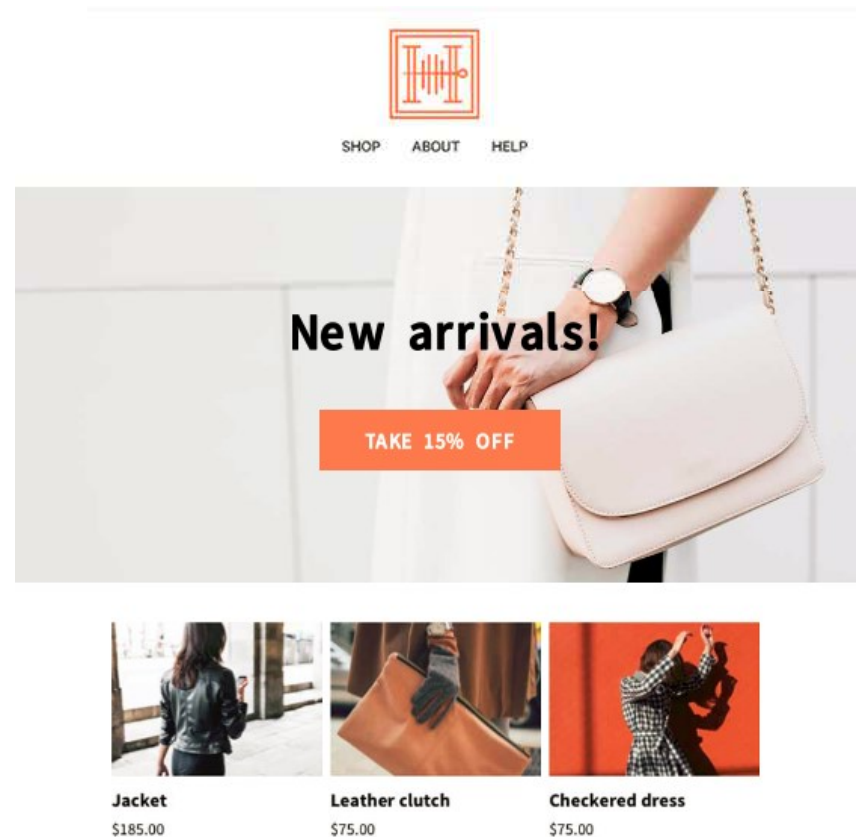 SHOP ABOUT HELP
New arrivals!
TAKE 15% OFF
Jacket Leather clutch Checkered dress
$185.00 $75.00 $75.00